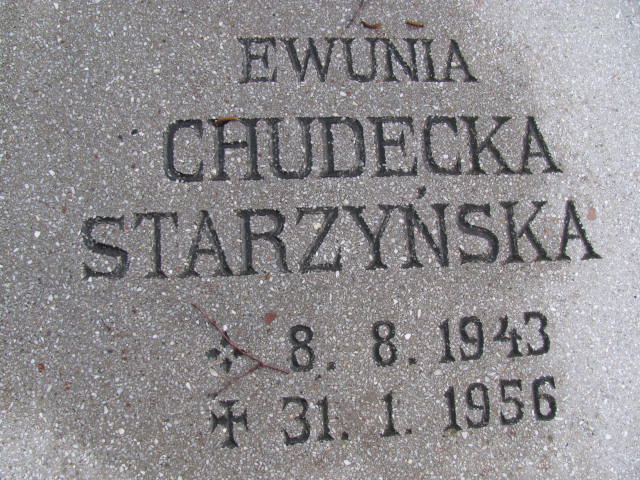 EWUNIA
CHUDECKA
STARZYŃSKA
8. 8. 1943
31. 1. 1956